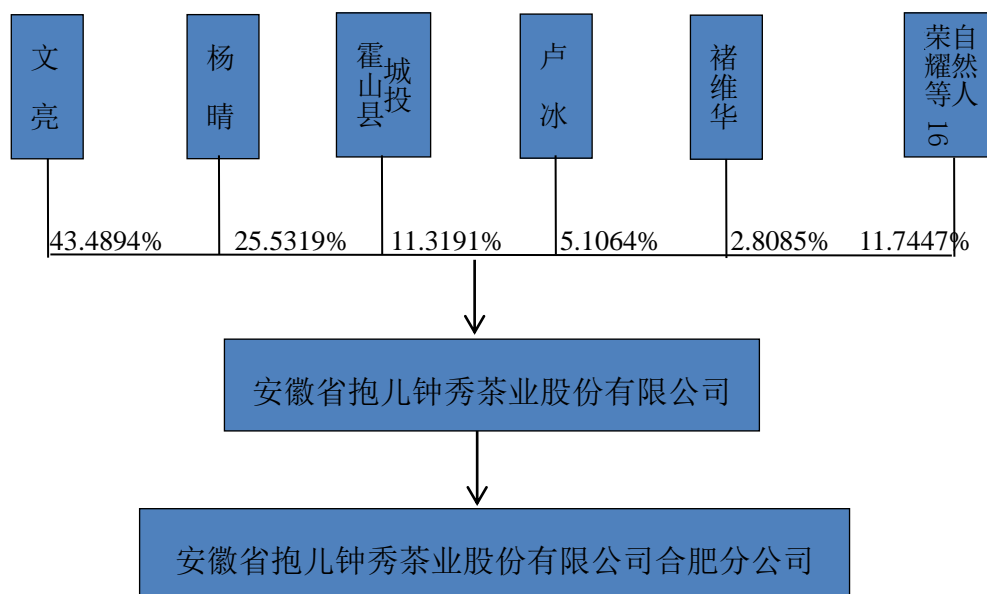 文亮
杨晴
霍山县
城投
卢冰
褚维华
自然人
荣耀等 16
43.4894%
25.5319%
11.3191%
5.1064%
2.8085%
11.7447%
安徽省抱儿钟秀茶业股份有限公司
安徽省抱儿钟秀茶业股份有限公司合肥分公司